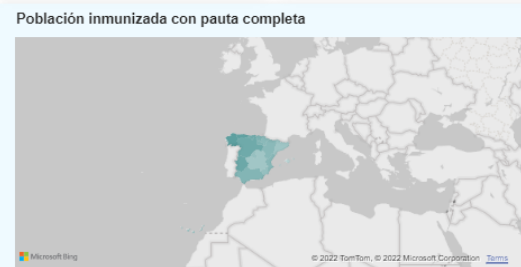 Población inmunizada con pauta completa
Microsoft Bing
© 2022 TomTom, © 2022 Microsoft Corporation Terms